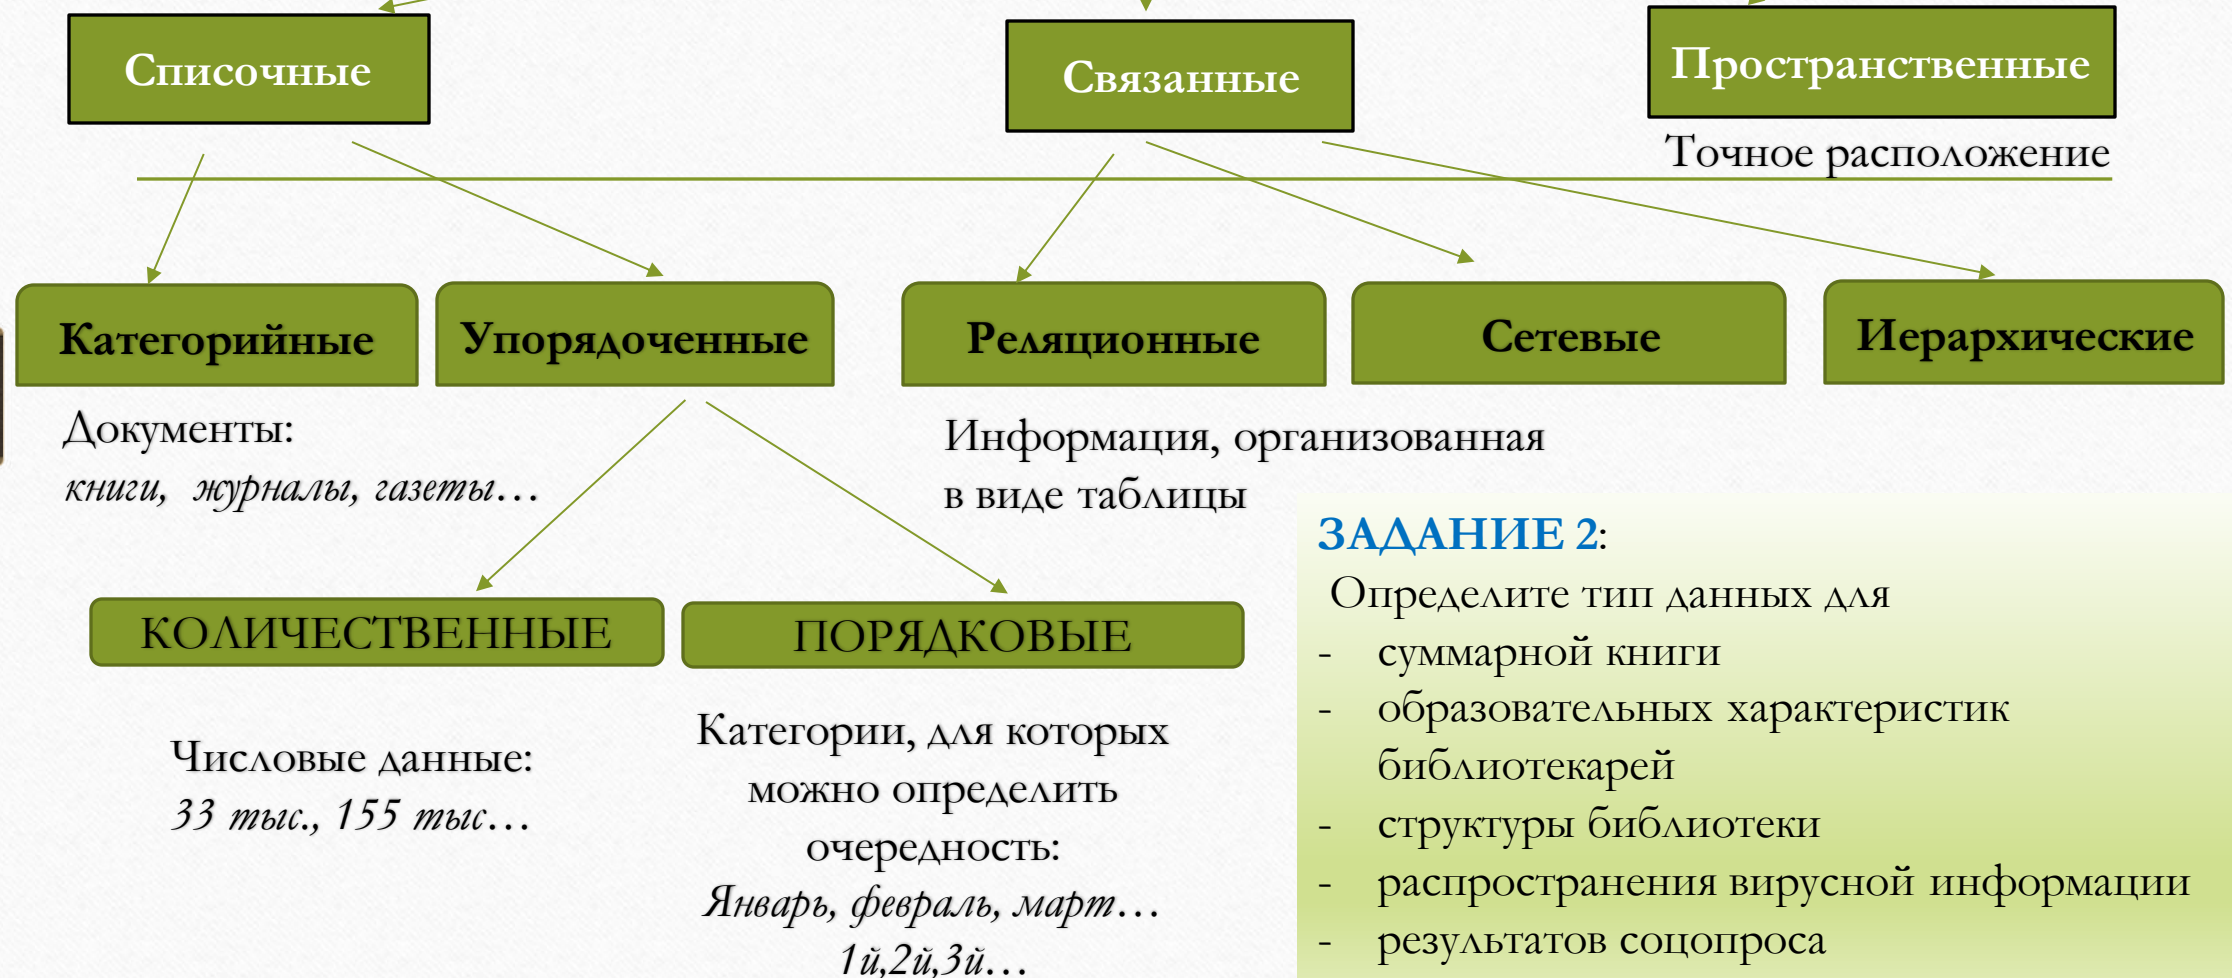 Списочные
Связанные
Пространственные
Точное расположение
Категорийные
Упорядоченные
Реляционные
Сетевые
Иерархические
Документы:
книги, журналы, газеты…
Информация, организованная
в виде таблицы
КОЛИЧЕСТВЕННЫЕ
ПОРЯДКОВЫЕ
Числовые данные:
33 тыс., 155 тыс…
Категории, для которых
можно определить
очередность:
Январь, февраль, март…
1й,2й,3й…
ЗАДАНИЕ 2:
Определите тип данных для
- суммарной книги
- образовательных характеристик
библиотекарей
- структуры библиотеки
- распространения вирусной информации
- результатов соцопроса